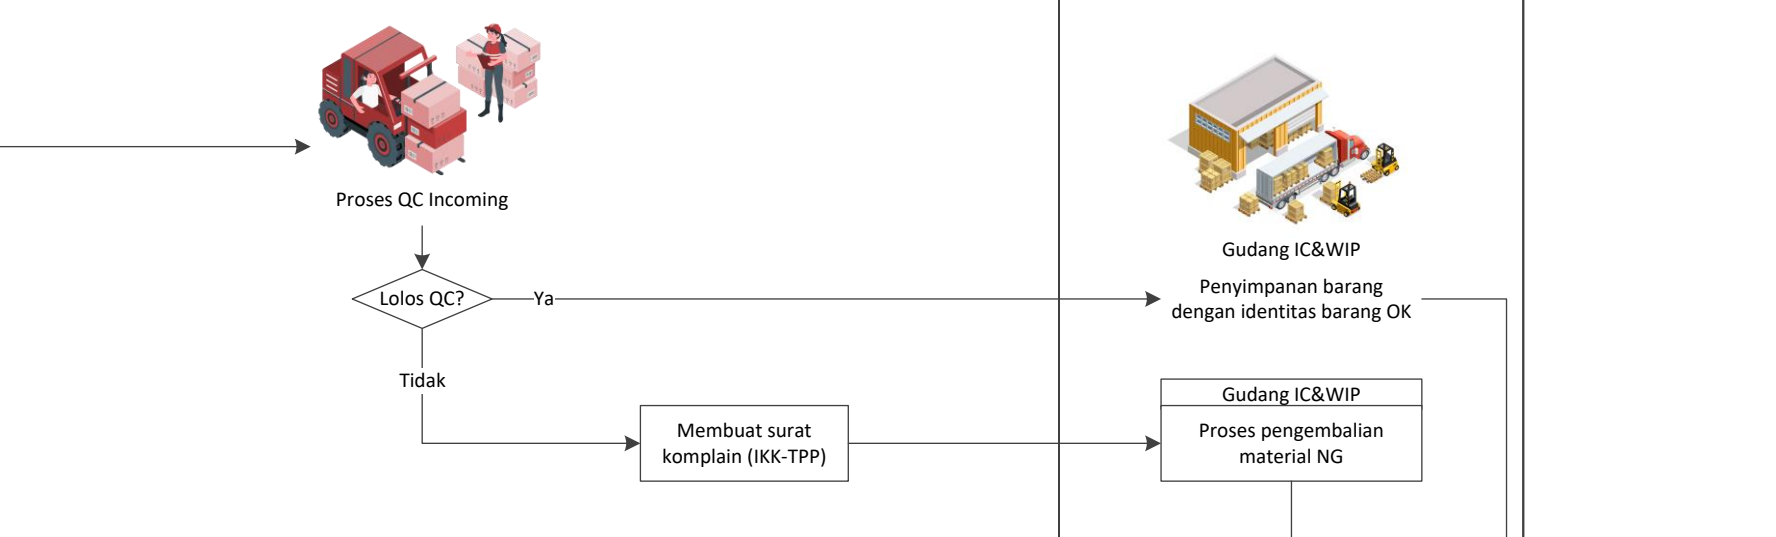 Proses QC Incoming
Gudang IC&WIP
Lolos QC?
Ya
Penyimpanan barang
dengan identitas barang OK
Tidak
Gudang IC&WIP
Membuat surat
komplain (IKK-TPP)
Proses pengembalian
material NG